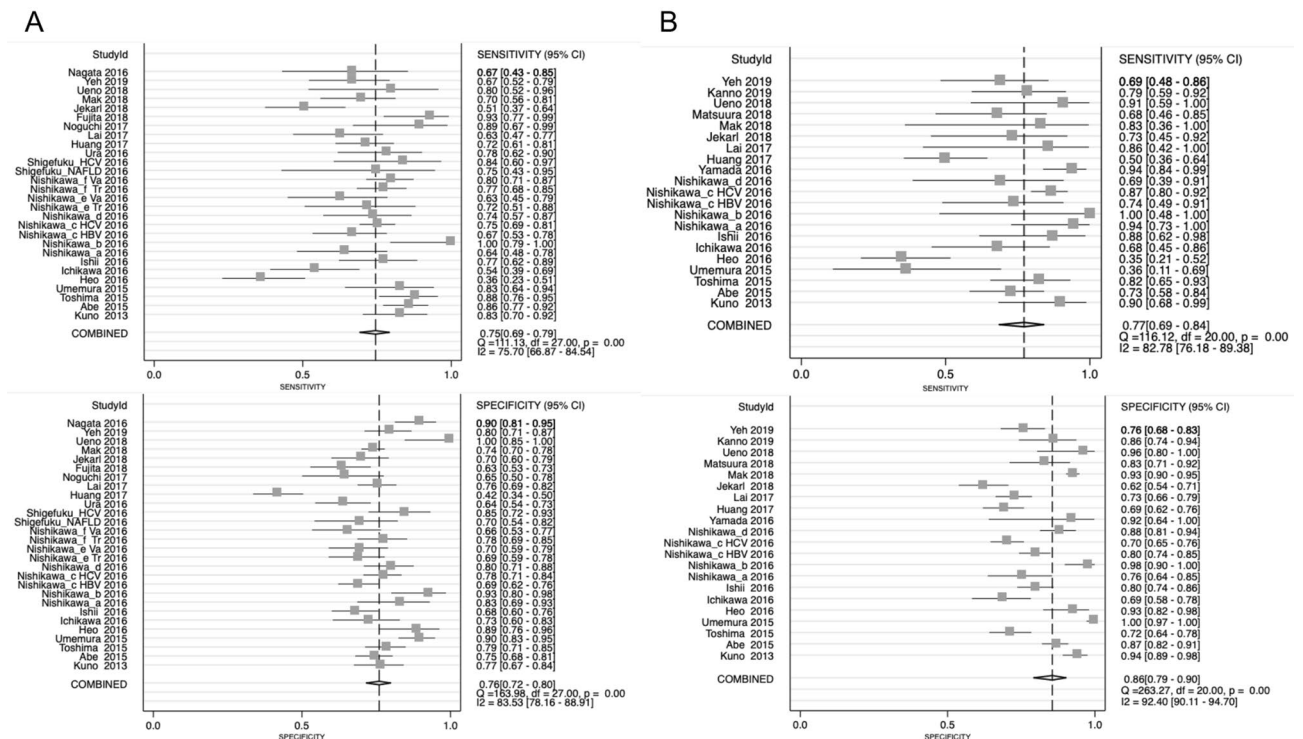 A
StudyId SENSITIVITY (95% CI)
Nagata 2016 0.67 [0.43 - 0.85]
Yeh 2019 0.67 [0.52 - 0.79]
Ueno 2018 0.80 [0.52 - 0.96]
Mak 2018 0.70 [0.56 - 0.81]
Jekarl 2018 0.51 [0.37 - 0.64]
Fujita 2018 0.93 [0.77 - 0.99]
Noguchi 2017 0.89 [0.67 - 0.99]
Lai 2017 0.63 [0.47 - 0.77]
Huang 2017 0.72 [0.61 - 0.81]
Ura 2016 0.78 [0.62 - 0.90]
Shigefuku_HCV 2016 0.84 [0.60 - 0.97]
Shigefuku_NAFLD 2016 0.75 [0.43 - 0.95]
Nishikawa_f Va 2016 0.80 [0.71 - 0.87]
Nishikawa_f Tr 2016 0.77 [0.68 - 0.85]
Nishikawa_e Va 2016 0.63 [0.45 - 0.79]
Nishikawa_e Tr 2016 0.72 [0.51 - 0.88]
Nishikawa_d 2016 0.74 [0.57 - 0.87]
Nishikawa_c HCV 2016 0.75 [0.69 - 0.81]
Nishikawa_c HBV 2016 0.67 [0.53 - 0.78]
Nishikawa_b 2016 1.00 [0.79 - 1.00]
Nishikawa_a 2016 0.64 [0.48 - 0.78]
Ishii 2016 0.77 [0.62 - 0.89]
Ichikawa 2016 0.54 [0.39 - 0.69]
Heo 2016 0.36 [0.23 - 0.51]
Umemura 2015 0.83 [0.64 - 0.94]
Toshima 2015 0.88 [0.76 - 0.95]
Abe 2015 0.86 [0.77 - 0.92]
Kuno 2013 0.83 [0.70 - 0.92]
COMBINED 0.75[0.69 - 0.79]
Q =111.13, df = 27.00, p = 0.00
I2 = 75.70 [66.87 - 84.54]
0.0 0.5 1.0
SENSITIVITY
StudyId SPECIFICITY (95% CI)
Nagata 2016 0.90 [0.81 - 0.95]
Yeh 2019 0.80 [0.71 - 0.87]
Ueno 2018 1.00 [0.85 - 1.00]
Mak 2018 0.74 [0.70 - 0.78]
Jekarl 2018 0.70 [0.60 - 0.79]
Fujita 2018 0.63 [0.53 - 0.73]
Noguchi 2017 0.65 [0.50 - 0.78]
Lai 2017 0.76 [0.69 - 0.82]
Huang 2017 0.42 [0.34 - 0.50]
Ura 2016 0.64 [0.54 - 0.73]
Shigefuku_HCV 2016 0.85 [0.72 - 0.93]
Shigefuku_NAFLD 2016 0.70 [0.54 - 0.82]
Nishikawa_f Va 2016 0.66 [0.53 - 0.77]
Nishikawa_f Tr 2016 0.78 [0.69 - 0.85]
Nishikawa_e Va 2016 0.70 [0.59 - 0.79]
Nishikawa_e Tr 2016 0.69 [0.59 - 0.78]
Nishikawa_d 2016 0.80 [0.71 - 0.88]
Nishikawa_c HCV 2016 0.78 [0.71 - 0.84]
Nishikawa_c HBV 2016 0.69 [0.62 - 0.76]
Nishikawa_b 2016 0.93 [0.80 - 0.98]
Nishikawa_a 2016 0.83 [0.69 - 0.93]
Ishii 2016 0.68 [0.60 - 0.76]
Ichikawa 2016 0.73 [0.60 - 0.83]
Heo 2016 0.89 [0.76 - 0.96]
Umemura 2015 0.90 [0.83 - 0.95]
Toshima 2015 0.79 [0.71 - 0.85]
Abe 2015 0.75 [0.68 - 0.81]
Kuno 2013 0.77 [0.67 - 0.84]
COMBINED 0.76[0.72 - 0.80]
Q =163.98, df = 27.00, p = 0.00
I2 = 83.53 [78.16 - 88.91]
0.0 0.5 1.0
SPECIFICITY
B
StudyId SENSITIVITY (95% CI)
Yeh 2019 0.69 [0.48 - 0.86]
Kanno 2019 0.79 [0.59 - 0.92]
Ueno 2018 0.91 [0.59 - 1.00]
Matsuura 2018 0.68 [0.46 - 0.85]
Mak 2018 0.83 [0.36 - 1.00]
Jekarl 2018 0.73 [0.45 - 0.92]
Lai 2017 0.86 [0.42 - 1.00]
Huang 2017 0.50 [0.36 - 0.64]
Yamada 2016 0.94 [0.84 - 0.99]
Nishikawa_d 2016 0.69 [0.39 - 0.91]
Nishikawa_c HCV 2016 0.87 [0.80 - 0.92]
Nishikawa_c HBV 2016 0.74 [0.49 - 0.91]
Nishikawa_b 2016 1.00 [0.48 - 1.00]
Nishikawa_a 2016 0.94 [0.73 - 1.00]
Ishii 2016 0.88 [0.62 - 0.98]
Ichikawa 2016 0.68 [0.45 - 0.86]
Heo 2016 0.35 [0.21 - 0.52]
Umemura 2015 0.36 [0.11 - 0.69]
Toshima 2015 0.82 [0.65 - 0.93]
Abe 2015 0.73 [0.58 - 0.84]
Kuno 2013 0.90 [0.68 - 0.99]
COMBINED 0.77[0.69 - 0.84]
Q =116.12, df = 20.00, p = 0.00
I2 = 82.78 [76.18 - 89.38]
0.0 0.5 1.0
SENSITIVITY
StudyId SPECIFICITY (95% CI)
Yeh 2019 0.76 [0.68 - 0.83]
Kanno 2019 0.86 [0.74 - 0.94]
Ueno 2018 0.96 [0.80 - 1.00]
Matsuura 2018 0.83 [0.71 - 0.92]
Mak 2018 0.93 [0.90 - 0.95]
Jekarl 2018 0.62 [0.54 - 0.71]
Lai 2017 0.73 [0.66 - 0.79]
Huang 2017 0.69 [0.62 - 0.76]
Yamada 2016 0.92 [0.64 - 1.00]
Nishikawa_d 2016 0.88 [0.81 - 0.94]
Nishikawa_c HCV 2016 0.70 [0.65 - 0.76]
Nishikawa_c HBV 2016 0.80 [0.74 - 0.85]
Nishikawa_b 2016 0.98 [0.90 - 1.00]
Nishikawa_a 2016 0.76 [0.64 - 0.85]
Ishii 2016 0.80 [0.74 - 0.86]
Ichikawa 2016 0.69 [0.58 - 0.78]
Heo 2016 0.93 [0.82 - 0.98]
Umemura 2015 1.00 [0.97 - 1.00]
Toshima 2015 0.72 [0.64 - 0.78]
Abe 2015 0.87 [0.82 - 0.91]
Kuno 2013 0.94 [0.89 - 0.98]
COMBINED 0.86[0.79 - 0.90]
Q =263.27, df = 20.00, p = 0.00
I2 = 92.40 [90.11 - 94.70]
0.0 0.5 1.0
SPECIFICITY